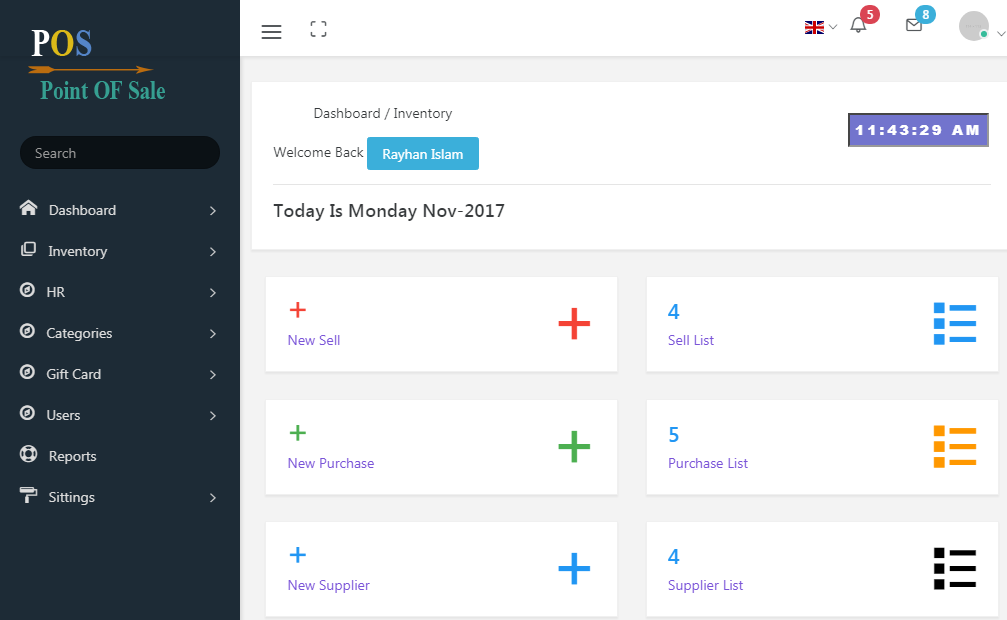 POS
Point OF Sale
Search
Dashboard
Inventory
HR
Categories
Gift Card
Users
Reports
Sittings
5
8
Dashboard / Inventory
11:43:29 AM
Welcome Back Rayhan Islam
Today Is Monday Nov-2017
New Sell
4
Sell List
New Purchase
5
Purchase List
New Supplier
4
Supplier List